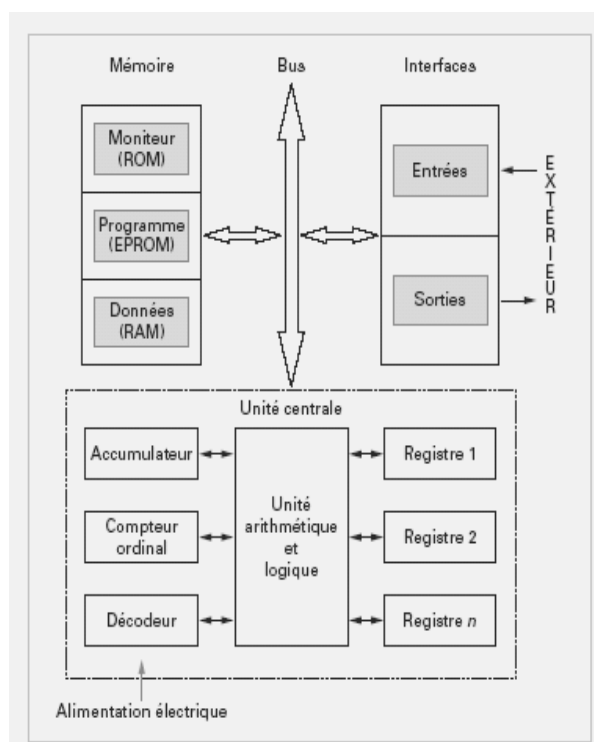 Mémoire
Bus
Interfaces
Moniteur
(ROM)
Programme
(EPROM)
Données
(RAM)
Entrées
Sorties
EXTÉRIEUR
Unité centrale
Accumulateur
Compteur
ordinal
Décodeur
Unité
arithmétique
et
logique
Registre 1
Registre 2
Registre n
Alimentation électrique